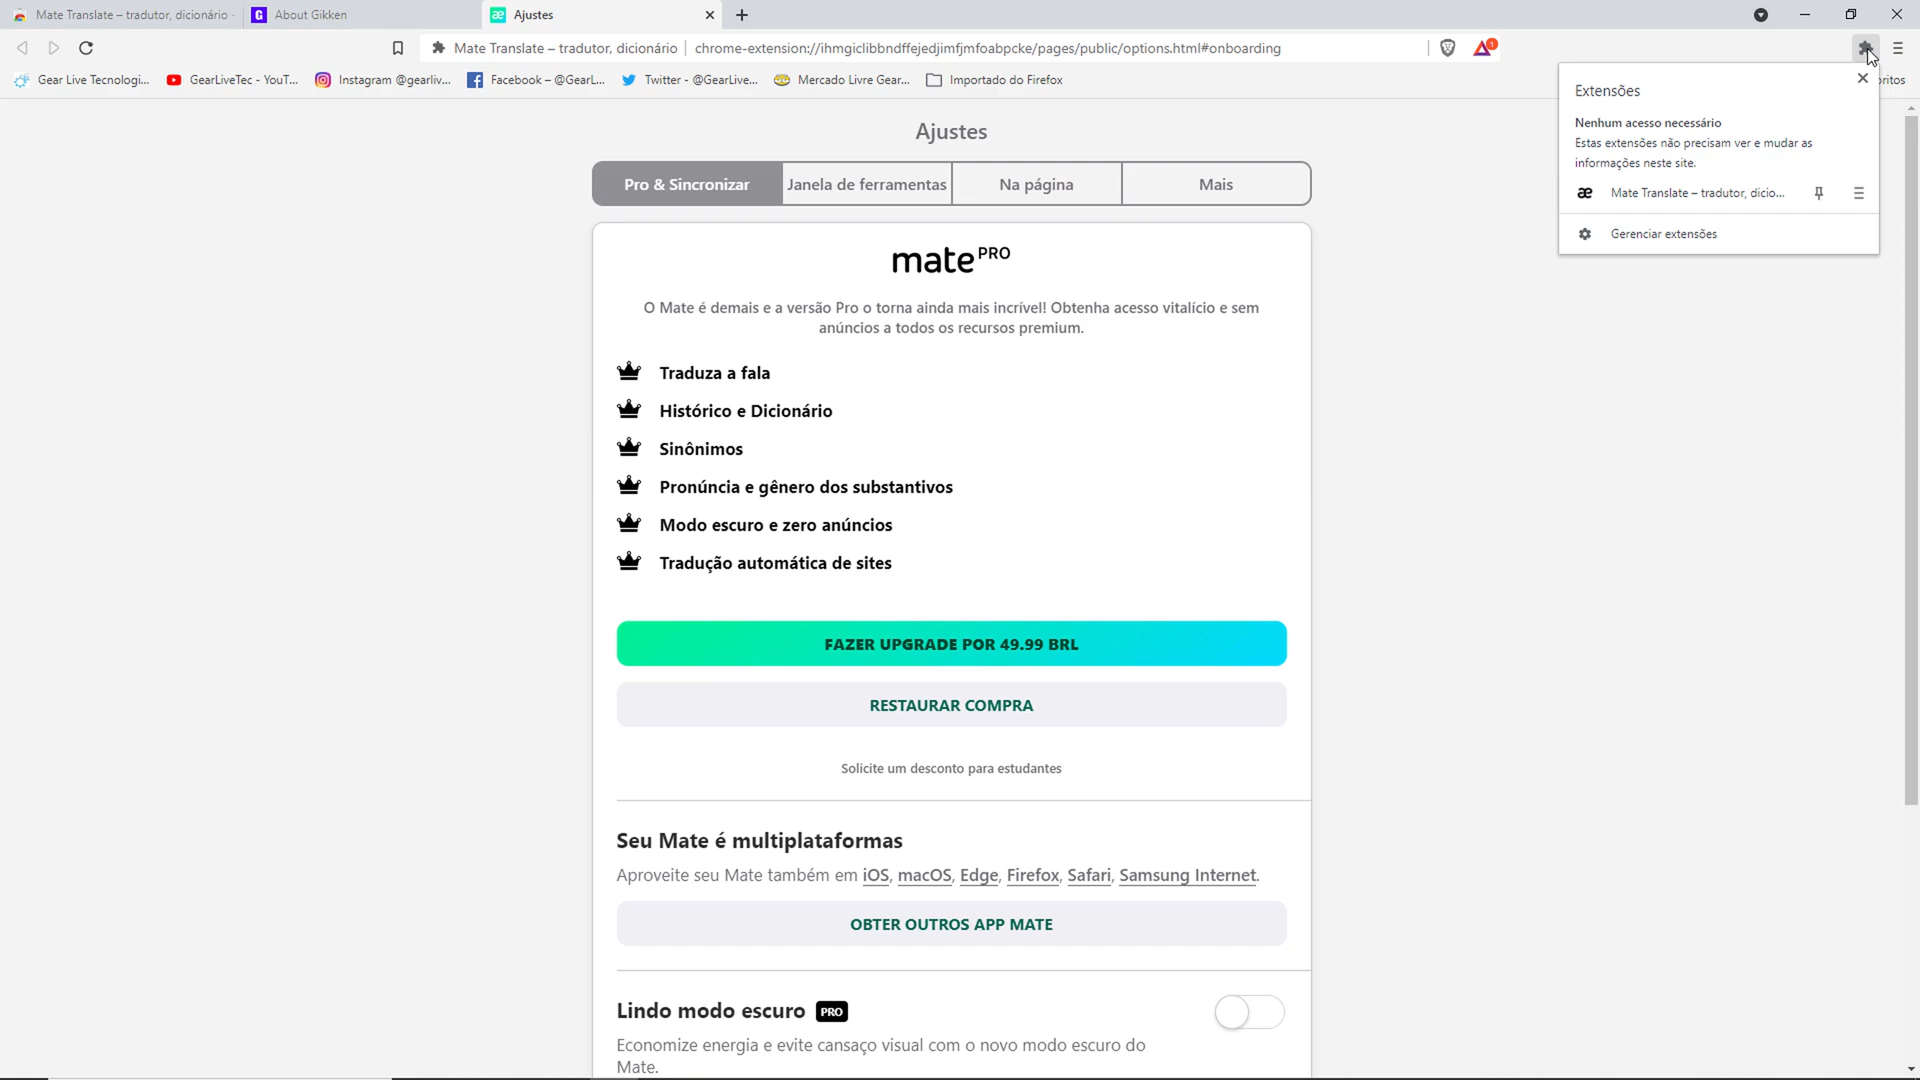 Mate Translate – tradutor, dicionário -
About Gikken
Ajustes
Mate Translate – tradutor, dicionário
chrome-extension://ihmgiclibbndffejedjimfjmfoabpcke/pages/public/options.html#onboarding
1
Gear Live Tecnologi...
GearLiveTec - YouT...
Instagram @gearliv...
Facebook – @GearL...
Twitter - @GearLive...
Mercado Livre Gear...
Importado do Firefox
oritos
Extensões
Nenhum acesso necessário
Estas extensões não precisam ver e mudar as
informações neste site.
æ
Mate Translate – tradutor, dicio...
Gerenciar extensões
Ajustes
Pro & Sincronizar
Janela de ferramentas
Na página
Mais
mate PRO
O Mate é demais e a versão Pro o torna ainda mais incrível! Obtenha acesso vitalício e sem
anúncios a todos os recursos premium.
Traduza a fala
Histórico e Dicionário
Sinônimos
Pronúncia e gênero dos substantivos
Modo escuro e zero anúncios
Tradução automática de sites
FAZER UPGRADE POR 49.99 BRL
RESTAURAR COMPRA
Solicite um desconto para estudantes
Seu Mate é multiplataformas
Aproveite seu Mate também em iOS, macOS, Edge, Firefox, Safari, Samsung Internet.
OBTER OUTROS APP MATE
Lindo modo escuro PRO
Economize energia e evite cansaço visual com o novo modo escuro do
Mate.